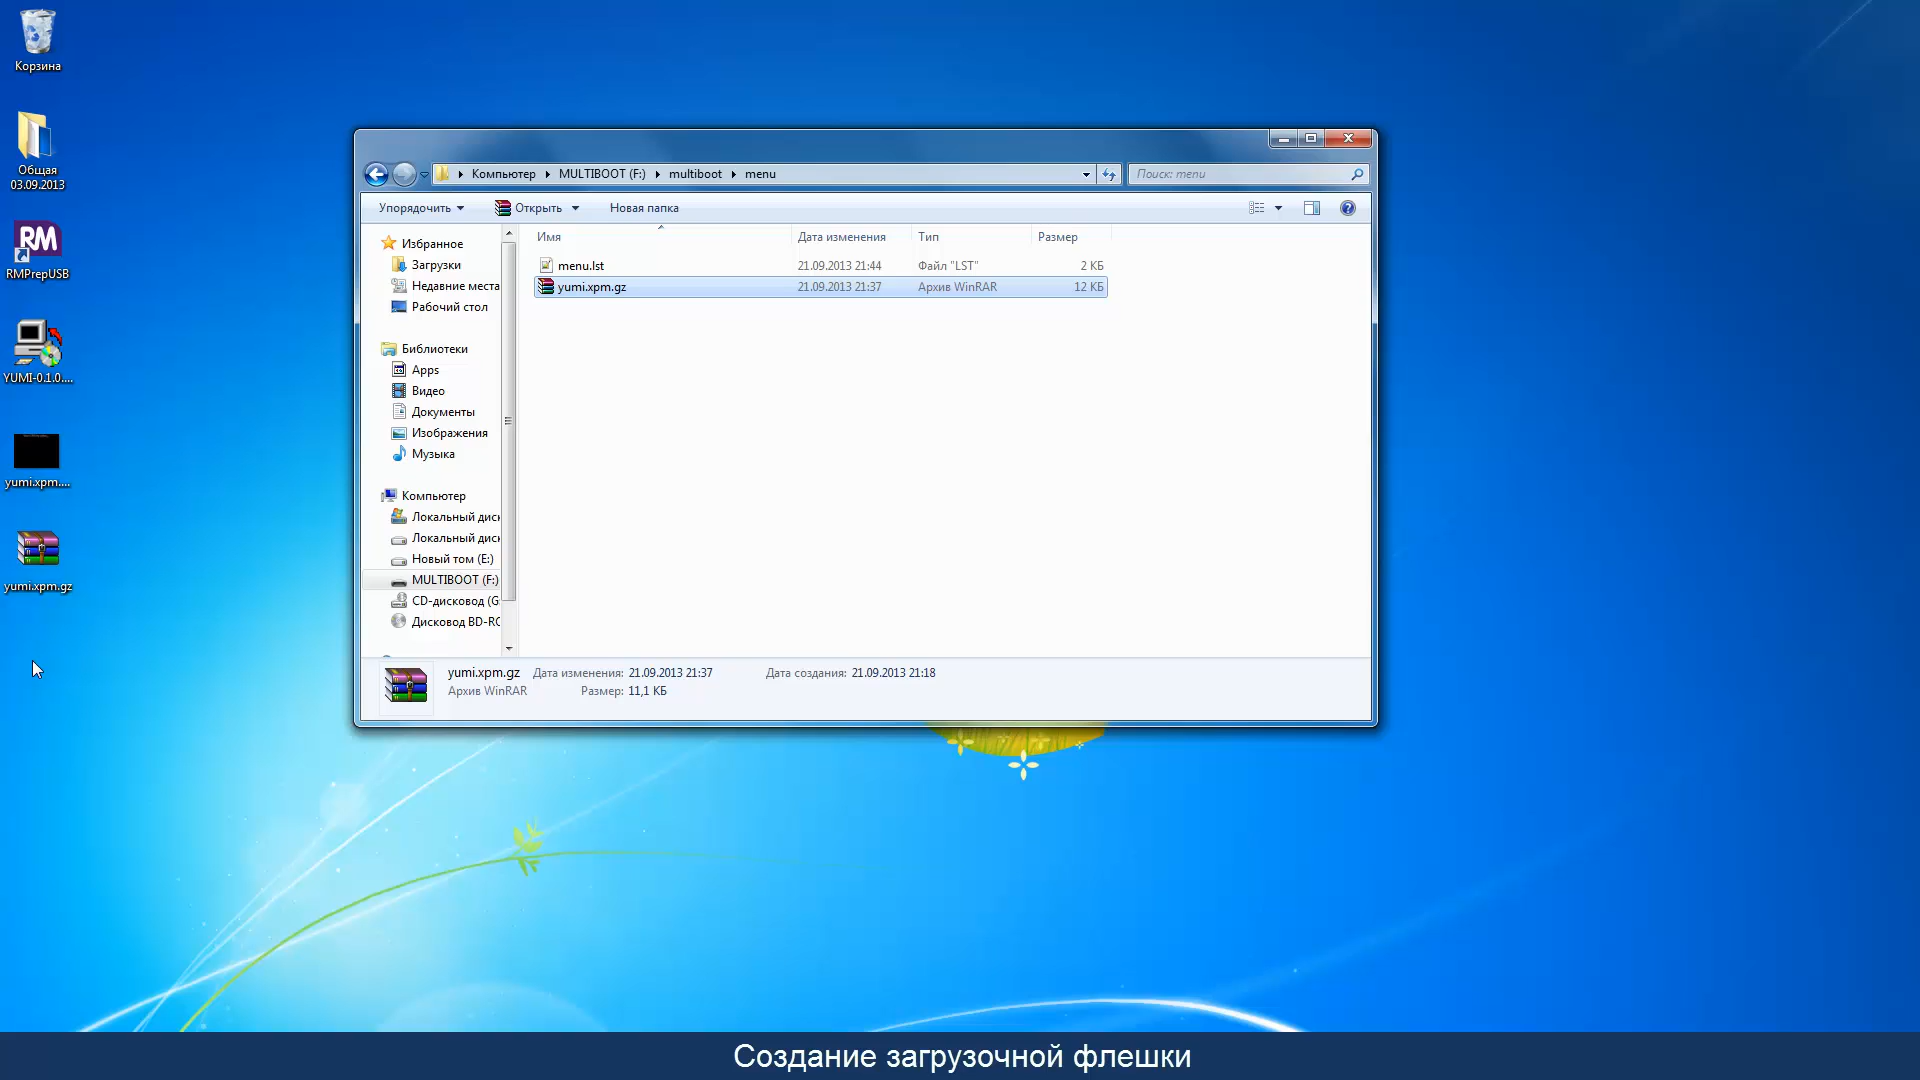 Корзина
Общая
03.09.2013
RM
RMPrepUSB
YUMI-0.1.0....
yumi.xpm....
yumi.xpm.gz
Компьютер
MULTIBOOT (F:)
multiboot
menu
Поиск: menu
Упорядочить
Открыть
Новая папка
Избранное
Загрузки
Недавние места
Рабочий стол
Библиотеки
Apps
Видео
Документы
Изображения
Музыка
Компьютер
Локальный дис
Локальный дис
Новый том (E:)
MULTIBOOT (F:)
CD-дисковод (G
Дисковод BD-RO
Имя Дата изменения Тип Размер
menu.lst 21.09.2013 21:44 Файл "LST" 2 КБ
yumi.xpm.gz 21.09.2013 21:37 Архив WinRAR 12 КБ
yumi.xpm.gz Дата изменения: 21.09.2013 21:37 Дата создания: 21.09.2013 21:18
Архив WinRAR Размер: 11,1 КБ
Создание загрузочной флешки